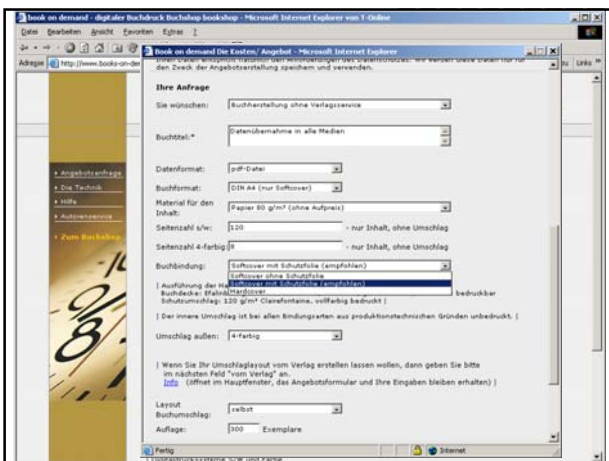 book on demand - digitaler Buchdruck Buchshop bookshop - Microsoft Internet Explorer von T-Online
Datei Bearbeiten Ansicht Favoriten Extras ?
Adresse http://www.books-on-de
Links
book on demand Die Kosten/ Angebot - Microsoft Internet Explorer
den Zweck der Angebotserstellung speichern und verwenden.
Ihre Anfrage
Sie wünschen: Buchherstellung ohne Verlagsservice
Buchtitel:* Datenübernahme in alle Medien
Datenformat: pdf-Datei
Buchformat: DIN A4 (nur Softcover)
Material für den
Inhalt: Papier 80 g/m² (ohne Aufpreis)
Seitenzahl s/w: 120 - nur Inhalt, ohne Umschlag
Seitenzahl 4-farbig: 8 - nur Inhalt, ohne Umschlag
Buchbindung: Softcover mit Schutzfolie (empfohlen)
Softcover ohne Schutzfolie
Softcover mit Schutzfolie (empfohlen)
Hardcover
| Ausführung der
Buchdecke: bedruckbar
Schutzumschlag: 120 g/m² Clairefontaine, vollfarbig bedruckt |
| Der innere Umschlag ist bei allen Bindungsarten aus produktionstechnischen Gründen unbedruckt. |
Umschlag außen: 4-farbig
| Wenn Sie Ihr Umschlaglayout vom Verlag erstellen lassen wollen, dann geben Sie bitte
im nächsten Feld "vom Verlag" an.
Info (öffnet im Hauptfenster, das Angebotsformular und Ihre Eingaben bleiben erhalten) |
Layout
Buchumschlag: selbst
Auflage: 300 Exemplare
Fertig
Internet
Angebotsanfrage
Die Technik
Hilfe
Autorenservice
Zum Buchshop